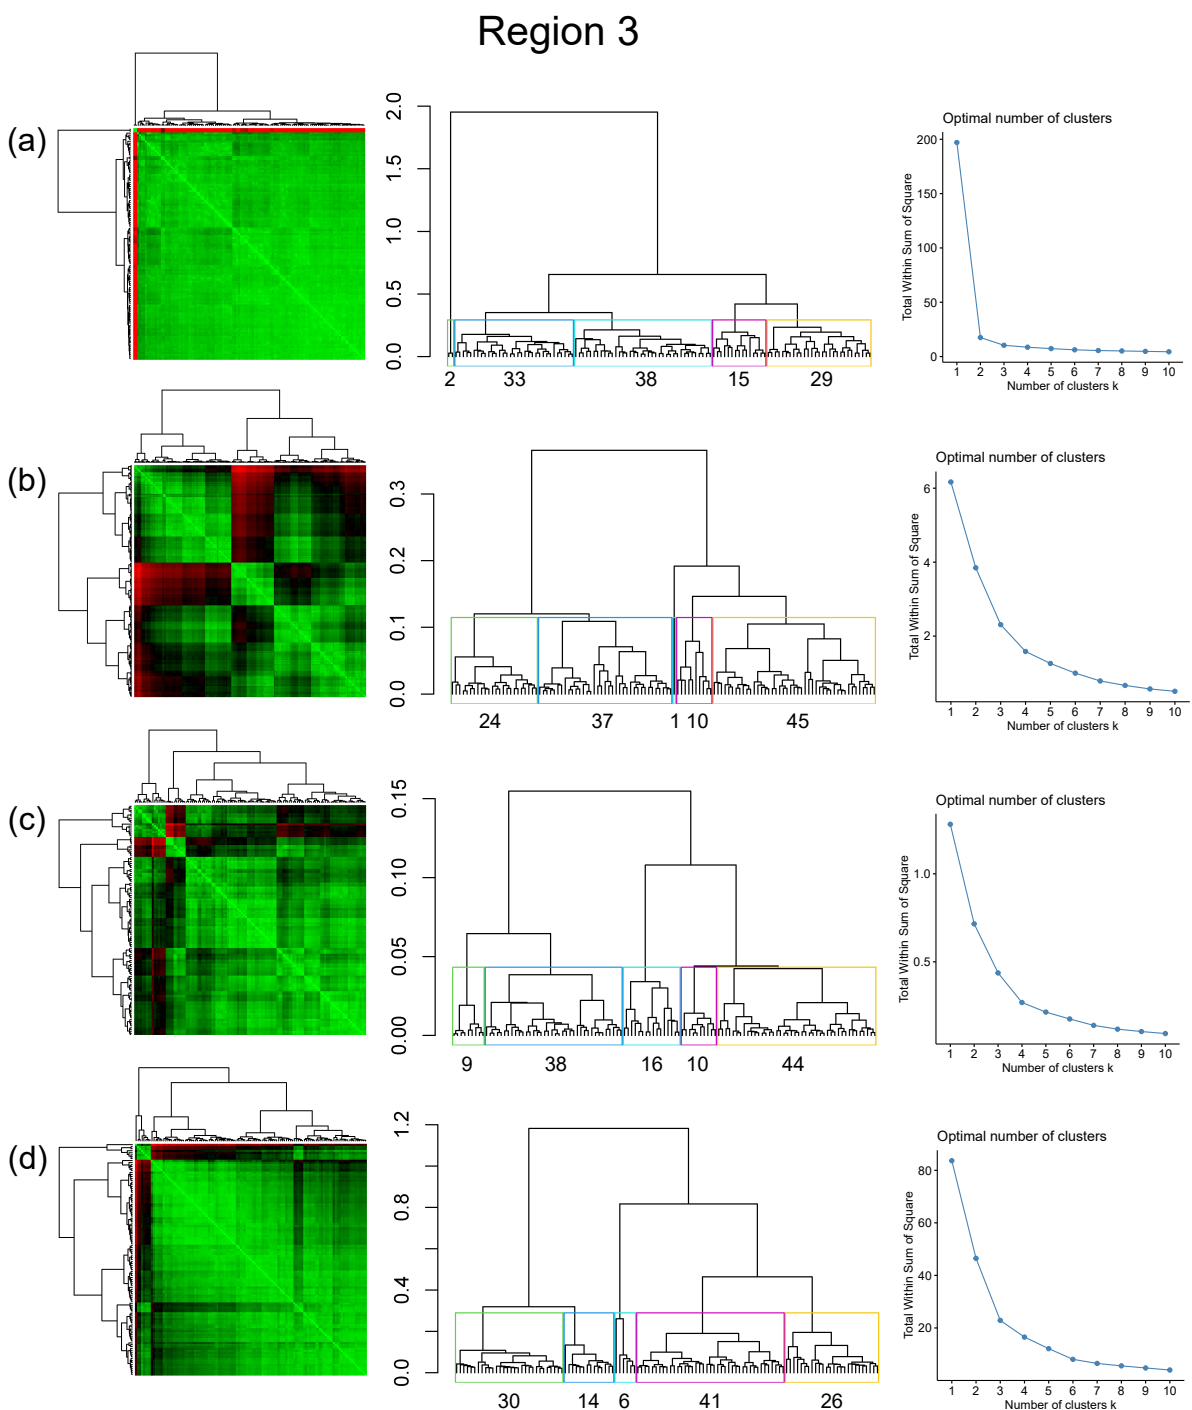 Region 3
(a)
2.0
1.5
1.0
0.5
0.0
2 33 38 15 29
Optimal number of clusters
Total Within Sum of Square
200
150
100
50
0
1 2 3 4 5 6 7 8 9 10
Number of clusters k
(b)
0.3
0.2
0.1
0.0
24 37 1 10 45
Optimal number of clusters
Total Within Sum of Square
6
4
2
1 2 3 4 5 6 7 8 9 10
Number of clusters k
(c)
0.15
0.10
0.05
0.00
9 38 16 10 44
Optimal number of clusters
Total Within Sum of Square
1.0
0.5
1 2 3 4 5 6 7 8 9 10
Number of clusters k
(d)
1.2
0.8
0.4
0.0
30 14 6 41 26
Optimal number of clusters
Total Within Sum of Square
80
60
40
20
1 2 3 4 5 6 7 8 9 10
Number of clusters k